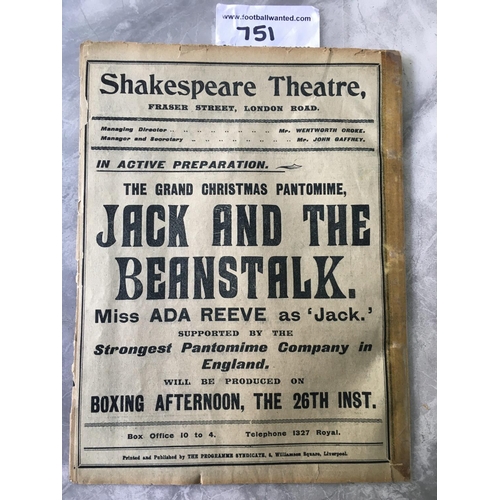 www.footballwanted.com
751
Shakespeare Theatre,
FRASER STREET, LONDON ROAD.
Managing Director .. .. .. .. .. .. .. .. Mr. WENTWORTH CROKE.
Manager and Secretary .. .. .. .. .. .. .. Mr. JOHN GAFFNEY.
IN ACTIVE PREPARATION.
THE GRAND CHRISTMAS PANTOMIME,
JACK AND THE
BEANSTALK.
Miss ADA REEVE as 'Jack.'
SUPPORTED BY THE
Strongest Pantomime Company in
England.
WILL BE PRODUCED ON
BOXING AFTERNOON, THE 26TH INST.
Box Office 10 to 4. Telephone 1327 Royal.
Printed and Published by THE PROGRAMME SYNDICATE, 6, Williamson Square, Liverpool.